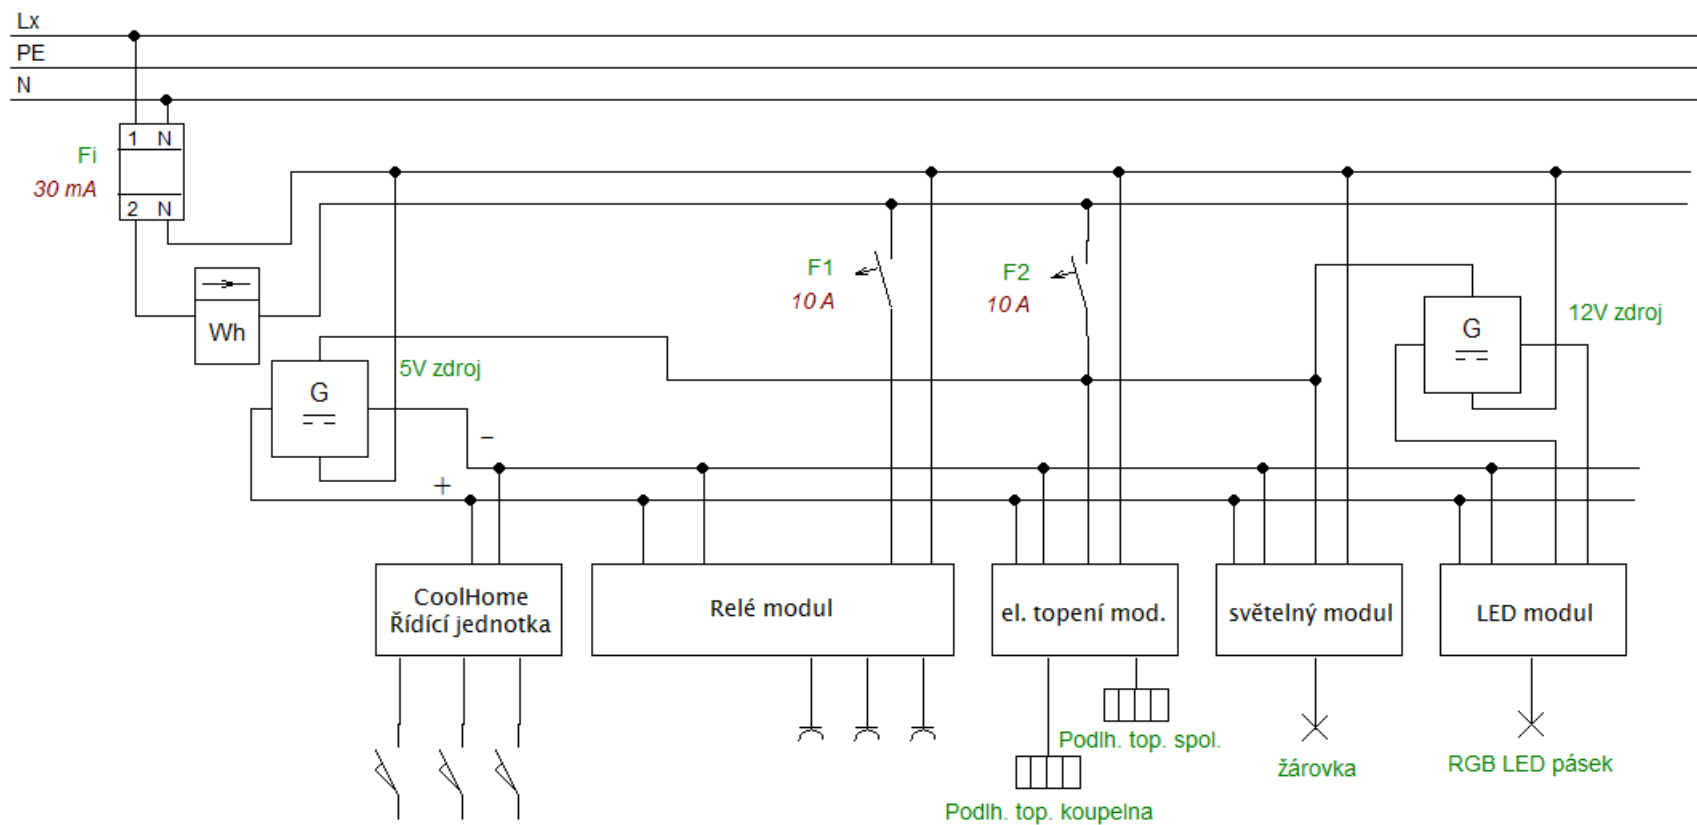 Lx
PE
N
1 N
Fi
30 mA
2 N
F1
10 A
F2
10 A
12V zdroj
G
Wh
5V zdroj
G
−
+
CoolHome
Řídící jednotka
Relé modul
el. topení mod.
světelný modul
LED modul
Podlh. top. spol.
žárovka
RGB LED pásek
Podlh. top. koupelna